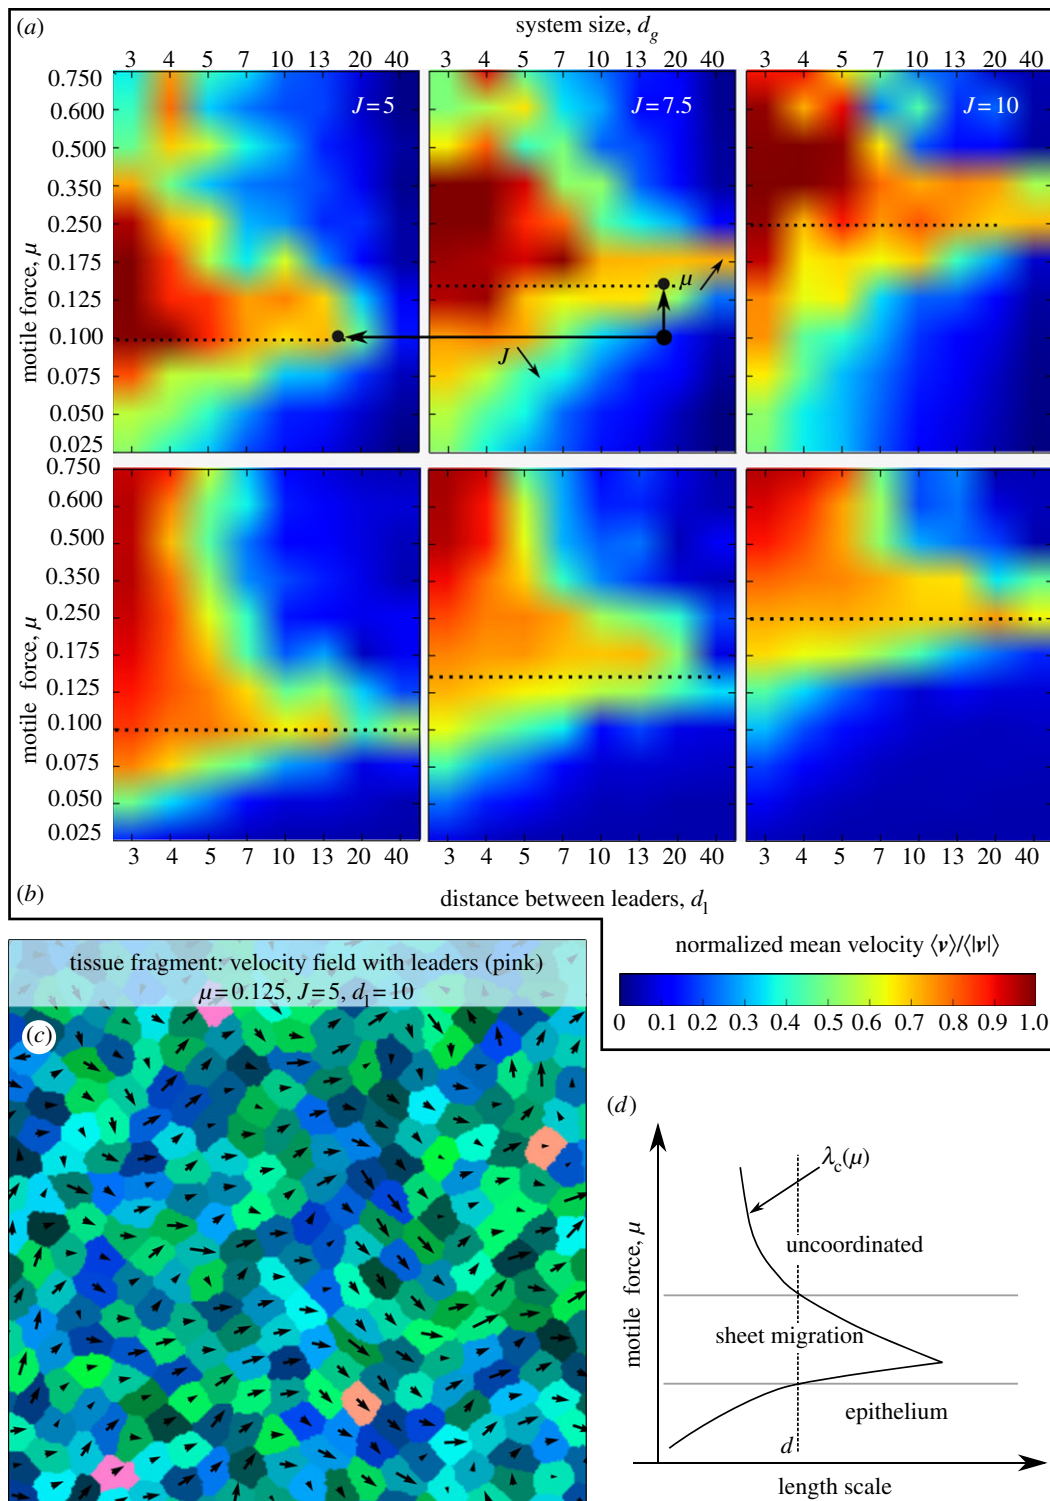 (a)
system size, d_g
3 4 5 7 10 13 20 40
3 4 5 7 10 13 20 40
3 4 5 7 10 13 20 40
motile force, μ
0.750
0.600
0.500
0.350
0.250
0.175
0.125
0.100
0.075
0.050
0.025
J = 5
J = 7.5
J = 10
μ
J
motile force, μ
0.750
0.600
0.500
0.350
0.250
0.175
0.125
0.100
0.075
0.050
0.025
3 4 5 7 10 13 20 40
3 4 5 7 10 13 20 40
3 4 5 7 10 13 20 40
(b)
distance between leaders, d_l
normalized mean velocity ⟨v⟩/⟨|v|⟩
0 0.1 0.2 0.3 0.4 0.5 0.6 0.7 0.8 0.9 1.0
tissue fragment: velocity field with leaders (pink)
μ = 0.125, J = 5, d_l = 10
(c)
(d)
motile force, μ
λ_c(μ)
uncoordinated
sheet migration
epithelium
d
length scale